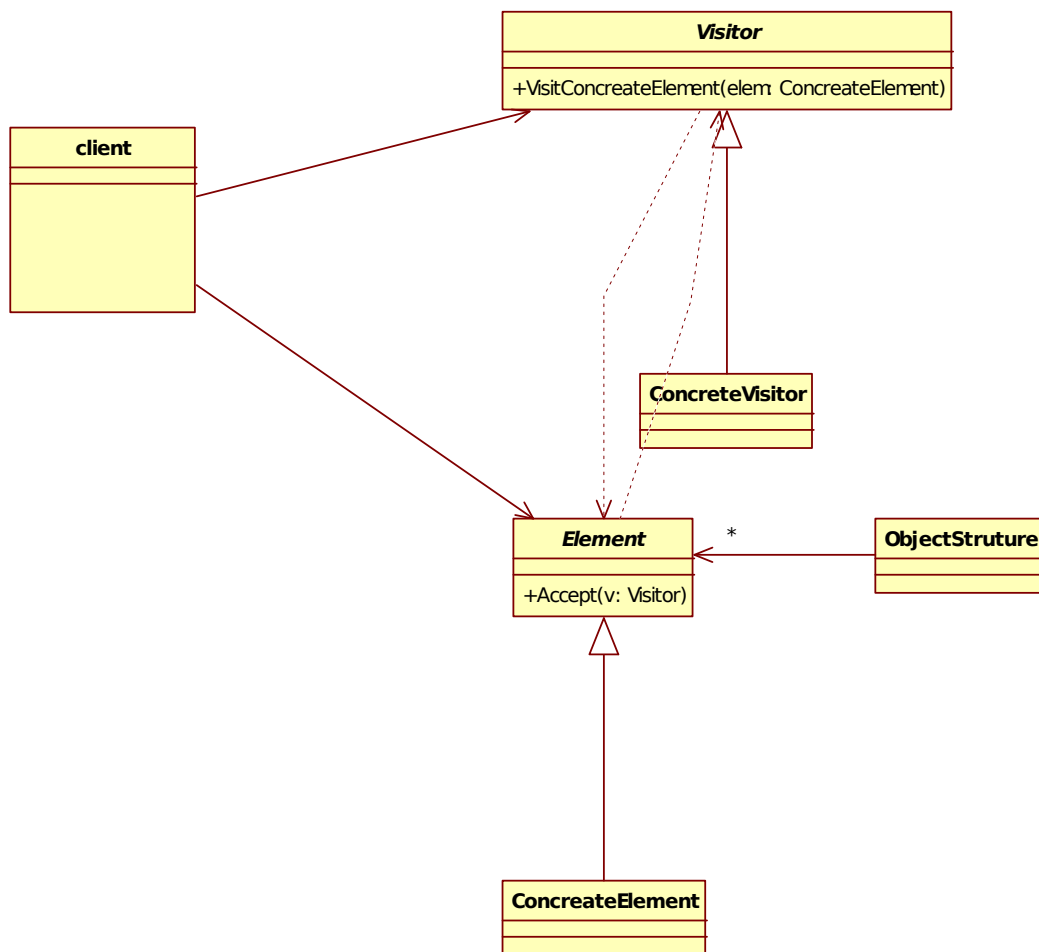 Visitor
+VisitConcreateElement(elem: ConcreateElement)
client
ConcreteVisitor
Element
+Accept(v: Visitor)
*
ObjectStruture
ConcreateElement